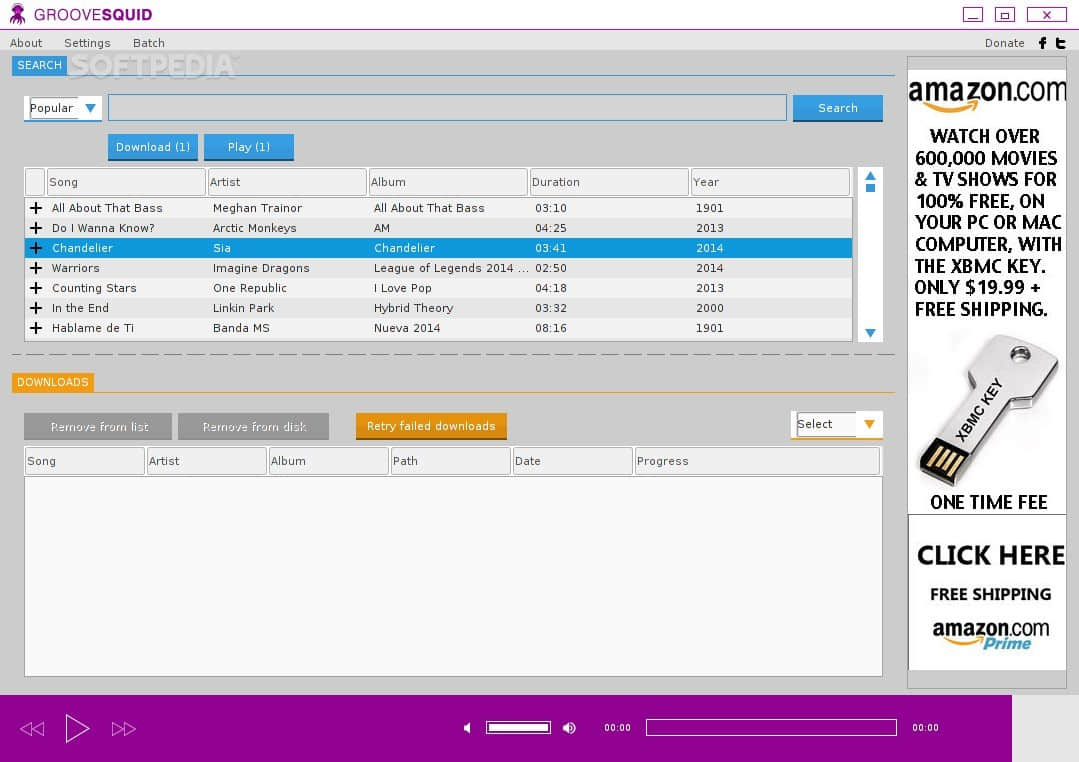 GROOVESQUID
About Settings Batch Donate
SEARCH SOFTPEDIA
Popular Search
Download (1) Play (1)
Song Artist Album Duration Year
All About That Bass Meghan Trainor All About That Bass 03:10 1901
Do I Wanna Know? Arctic Monkeys AM 04:25 2013
Chandelier Sia Chandelier 03:41 2014
Warriors Imagine Dragons League of Legends 2014 ... 02:50 2014
Counting Stars One Republic I Love Pop 04:18 2013
In the End Linkin Park Hybrid Theory 03:32 2000
Hablame de Ti Banda MS Nueva 2014 08:16 1901
DOWNLOADS
Remove from list Remove from disk Retry failed downloads Select
Song Artist Album Path Date Progress
00:00 00:00
amazon.com
WATCH OVER
600,000 MOVIES
& TV SHOWS FOR
100% FREE, ON
YOUR PC OR MAC
COMPUTER, WITH
THE XBMC KEY.
ONLY $19.99 +
FREE SHIPPING.
XBMC KEY
ONE TIME FEE
CLICK HERE
FREE SHIPPING
amazon.com
Prime